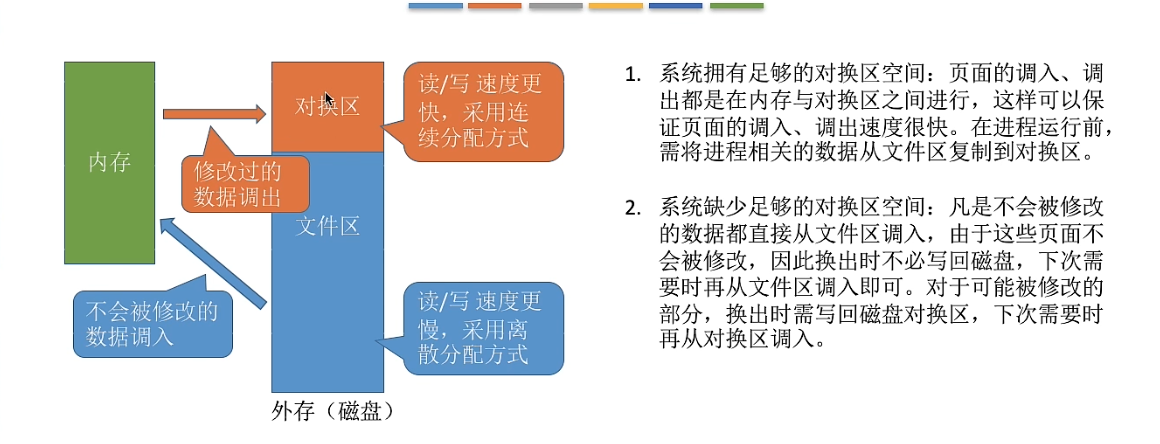 内存
对换区
文件区
修改过的
数据调出
不会被修改的
数据调入
读/写 速度更
快，采用连
续分配方式
读/写 速度更
慢，采用离
散分配方式
外存（磁盘）
1. 系统拥有足够的对换区空间：页面的调入、调
出都是在内存与对换区之间进行，这样可以保
证页面的调入、调出速度很快。在进程运行前，
需将进程相关的数据从文件区复制到对换区。
2. 系统缺少足够的对换区空间：凡是不会被修改
的数据都直接从文件区调入，由于这些页面不
会被修改，因此换出时不必写回磁盘，下次需
要时再从文件区调入即可。对于可能被修改的
部分，换出时需写回磁盘对换区，下次需要时
再从对换区调入。